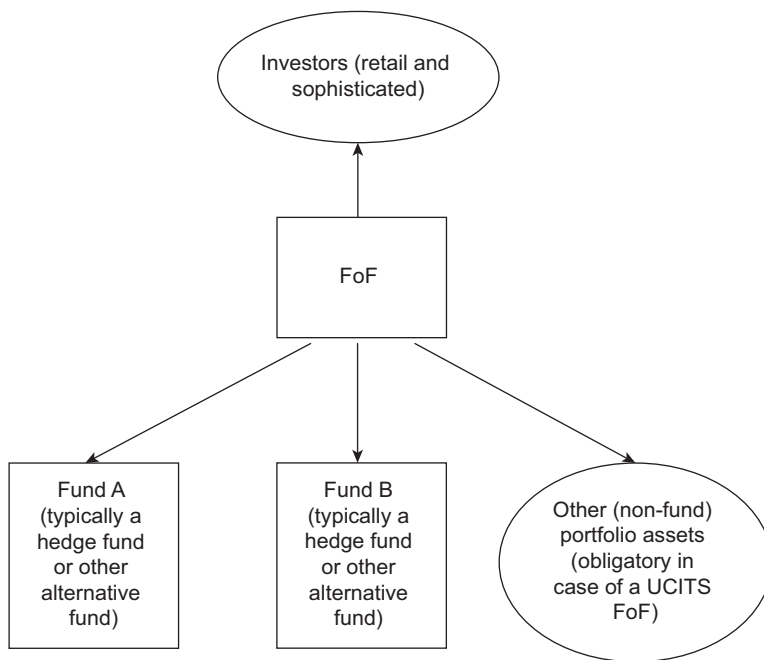 Investors (retail and
sophisticated)
FoF
Fund A
(typically a
hedge fund
or other
alternative
fund)
Fund B
(typically a
hedge fund
or other
alternative
fund)
Other (non-fund)
portfolio assets
(obligatory in
case of a UCITS
FoF)